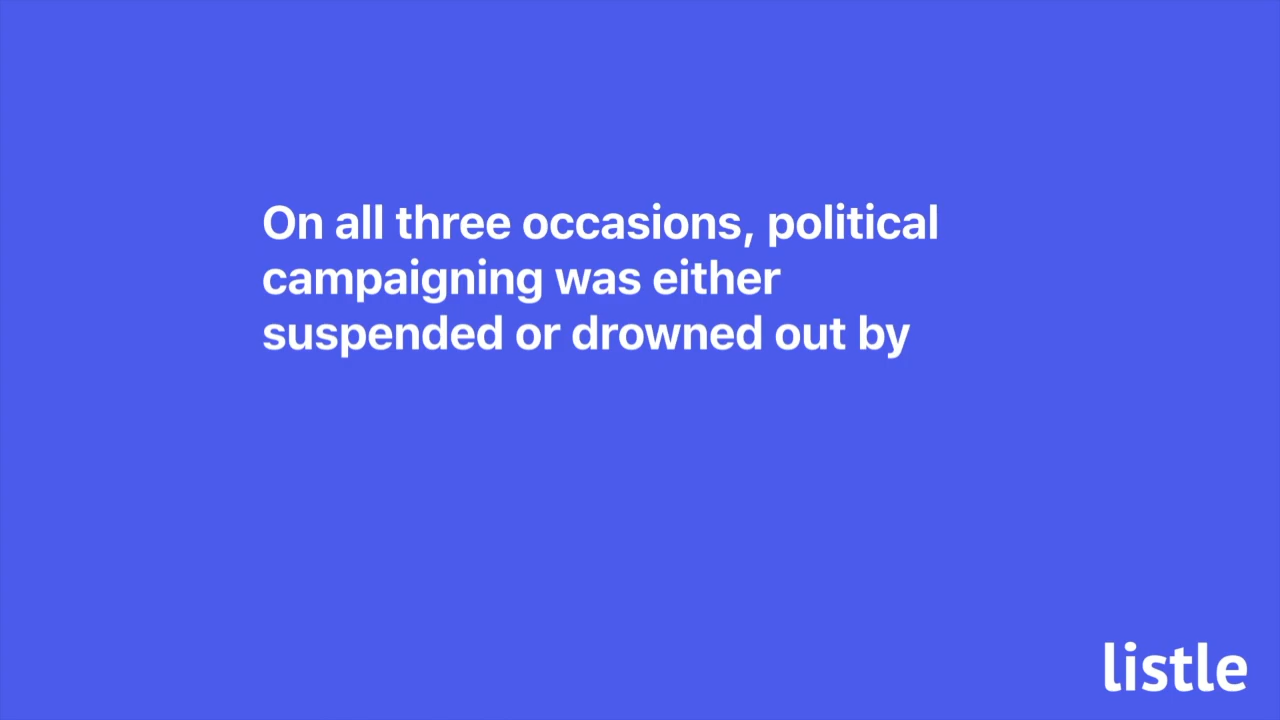 On all three occasions, political
campaigning was either
suspended or drowned out by
listle